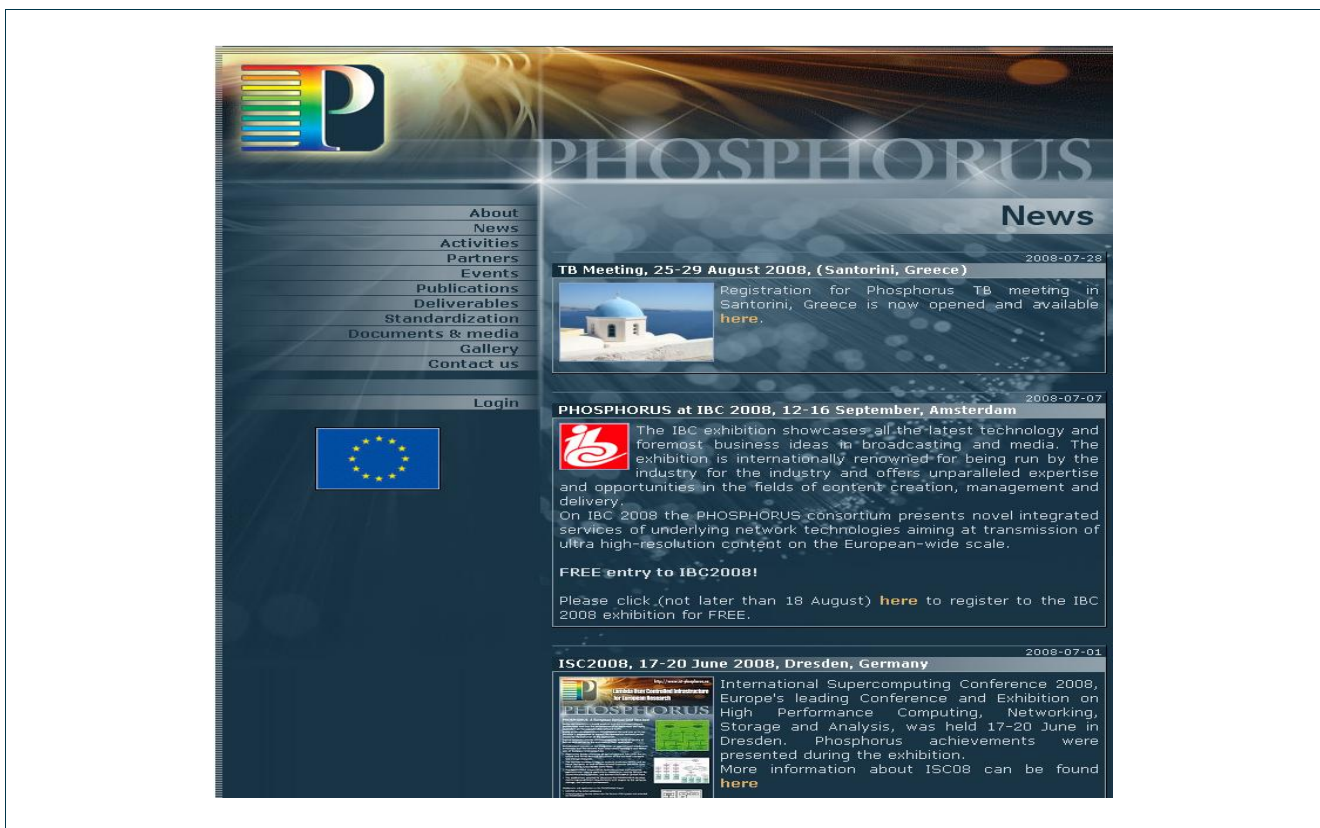 P
PHOSPHORUS
News
About
News
Activities
Partners
Events
Publications
Deliverables
Standardization
Documents & media
Gallery
Contact us
Login
2008-07-28
TB Meeting, 25-29 August 2008, (Santorini, Greece)
Registration for Phosphorus TB meeting in
Santorini, Greece is now opened and available
here.
2008-07-07
PHOSPHORUS at IBC 2008, 12-16 September, Amsterdam
ibc
The IBC exhibition showcases all the latest technology and
foremost business ideas in broadcasting and media. The
exhibition is internationally renowned for being run by the
industry for the industry and offers unparalleled expertise
and opportunities in the fields of content creation, management and
delivery.
On IBC 2008 the PHOSPHORUS consortium presents novel integrated
services of underlying network technologies aiming at transmission of
ultra high-resolution content on the European-wide scale.
FREE entry to IBC2008!
Please click (not later than 18 August) here to register to the IBC
2008 exhibition for FREE.
2008-07-01
ISC2008, 17-20 June 2008, Dresden, Germany
Lambda User Controlled Infrastructure
for European Research
PHOSPHORUS
International Supercomputing Conference 2008,
Europe's leading Conference and Exhibition on
High Performance Computing, Networking,
Storage and Analysis, was held 17-20 June in
Dresden. Phosphorus achievements were
presented during the exhibition.
More information about ISC08 can be found
here